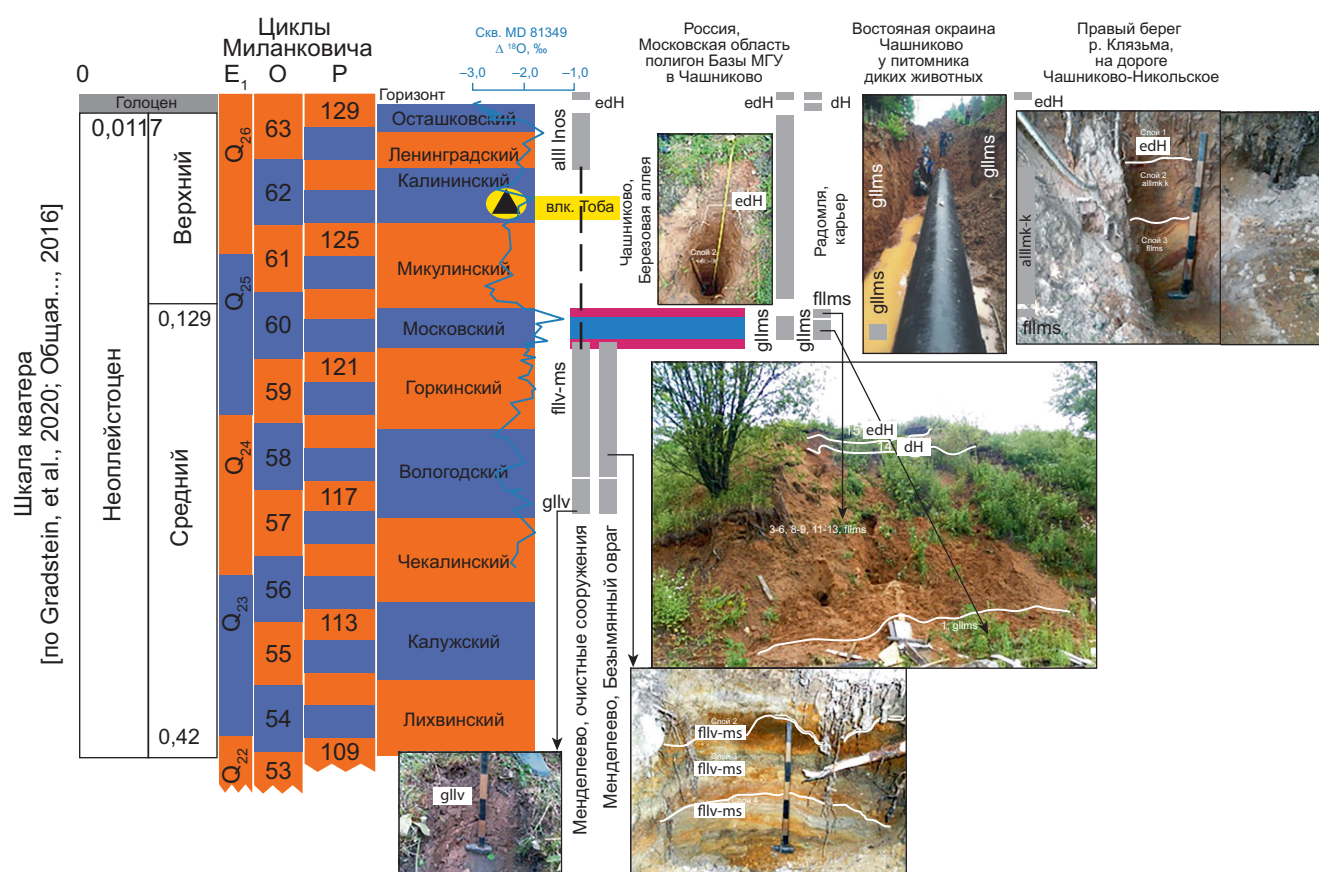 Циклы
Миланковича
0
E1
O
P
Скв. MD 81349
Δ 18O, ‰
–3,0
–2,0
–1,0
Россия,
Московская область
полигон Базы МГУ
в Чашниково
Востояная окраина
Чашниково
у питомника
диких животных
Правый берег
р. Клязьма,
на дороге
Чашниково-Никольское
Голоцен
0,0117
Горизонт
edH
edH
dH
edH
Шкала кватера
[по Gradstein, et al., 2020; Общая..., 2016]
Неоплейстоцен
Верхний
Средний
0,129
0,42
Q26
Q25
Q24
Q23
Q22
63
62
61
60
59
58
57
56
55
54
53
129
125
121
117
113
109
Осташковский
Ленинградский
Калининский
Микулинский
Московский
Горкинский
Вологодский
Чекалинский
Калужский
Лихвинский
влк. Тоба
alll lnos
fllv-ms
gllv
Чашниково,
Березовая аллея
edH
Слой 2
Радомля,
карьер
gllms
gllms
fllms
gllms
gllms
gllms
alllmk-k
fllms
Слой 1
edH
Слой 2
alllmk k
Слой 3
fllms
15 edH
14 dH
3-6, 8-9, 11-13, fllms
1; gllms
Менделеево, очистные сооружения
Менделеево, Безымянный овраг
gllv
Слой 2
fllv-ms
fllv-ms
fllv-ms